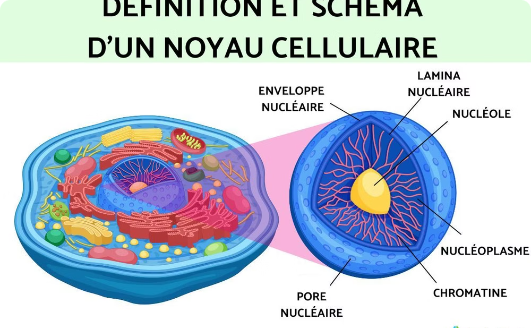 DÉFINITION ET SCHÉMA
D'UN NOYAU CELLULAIRE
LAMINA
NUCLÉAIRE
ENVELOPPE
NUCLÉAIRE
NUCLÉOLE
NUCLÉOPLASME
CHROMATINE
PORE
NUCLÉAIRE